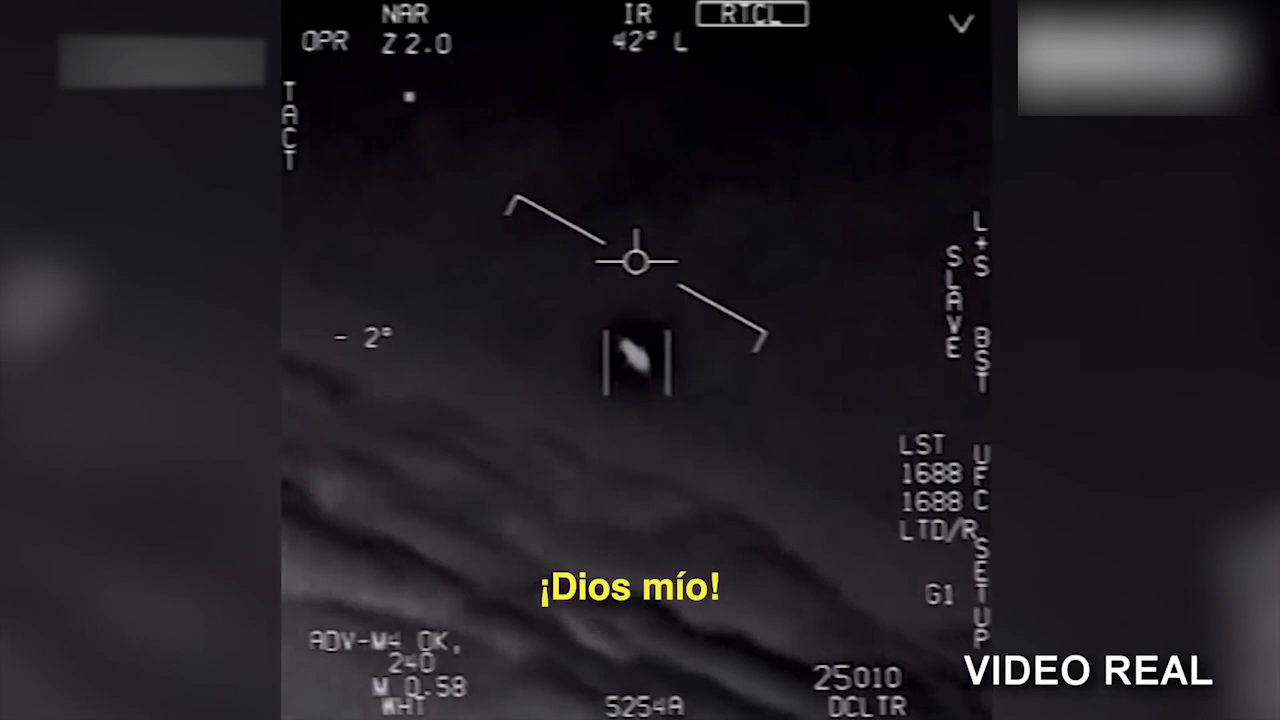 NAR
IR
RTCL
OPR
Z 2.0
42° L
TACT
L+S
SLAVE
BST
- 2°
LST
1688
1688
LTD/R
UFC
SETUP
G1
¡Dios mío!
ADV-M4 OK,
240
M 0.58
WHT
5254A
25010
DCLTR
VIDEO REAL